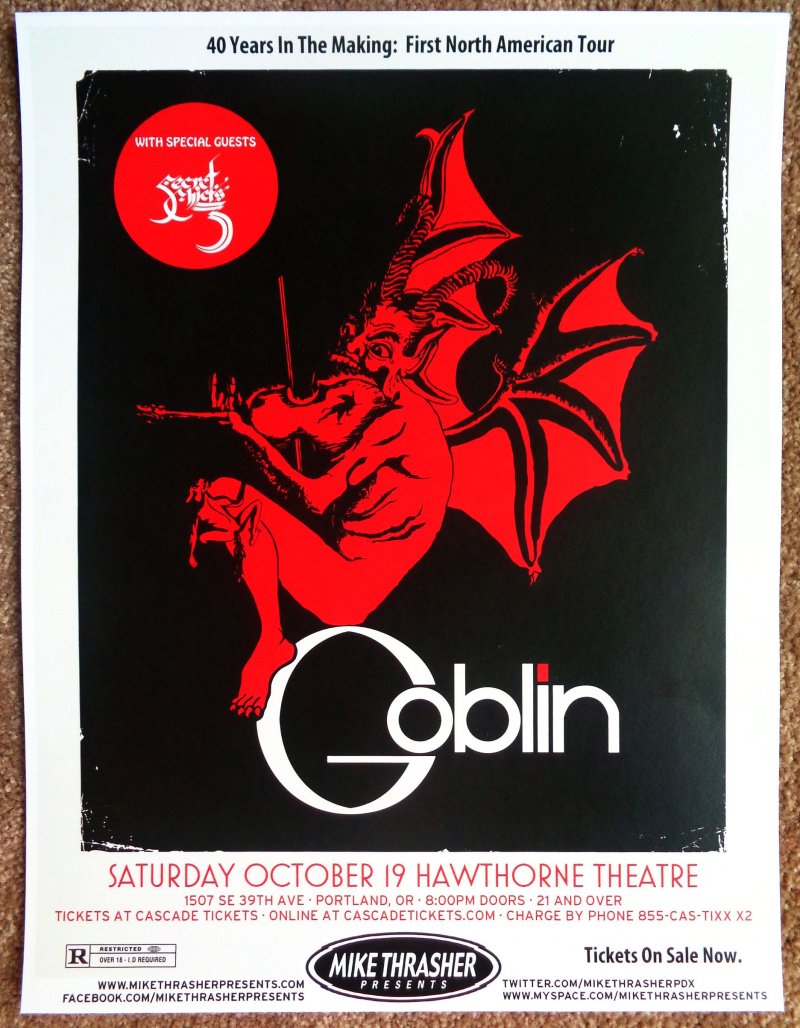 40 Years In The Making: First North American Tour
WITH SPECIAL GUESTS
Secret
Chiefs
3
Goblin
SATURDAY OCTOBER 19 HAWTHORNE THEATRE
1507 SE 39TH AVE · PORTLAND, OR · 8:00PM DOORS · 21 AND OVER
TICKETS AT CASCADE TICKETS · ONLINE AT CASCADETICKETS.COM · CHARGE BY PHONE 855-CAS-TIXX X2
R RESTRICTED
OVER 18 - I.D REQUIRED
MIKE THRASHER
PRESENTS
Tickets On Sale Now.
WWW.MIKETHRASHERPRESENTS.COM
FACEBOOK.COM/MIKETHRASHERPRESENTS
TWITTER.COM/MIKETHRASHERPDX
WWW.MYSPACE.COM/MIKETHRASHERPRESENTS